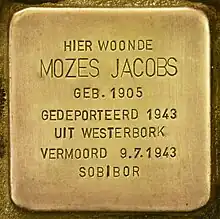 HIER WOONDE
MOZES JACOBS
GEB. 1905
GEDEPORTEERD 1943
UIT WESTERBORK
VERMOORD 9.7.1943
SOBIBOR